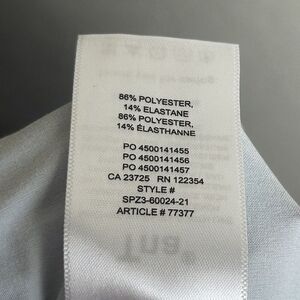 86% POLYESTER,
14% ELASTANE
86% POLYESTER,
14% ÉLASTHANNE
PO 4500141455
PO 4500141456
PO 4500141457
CA 23725 RN 122354
STYLE #
SPZ3-60024-21
ARTICLE # 77377